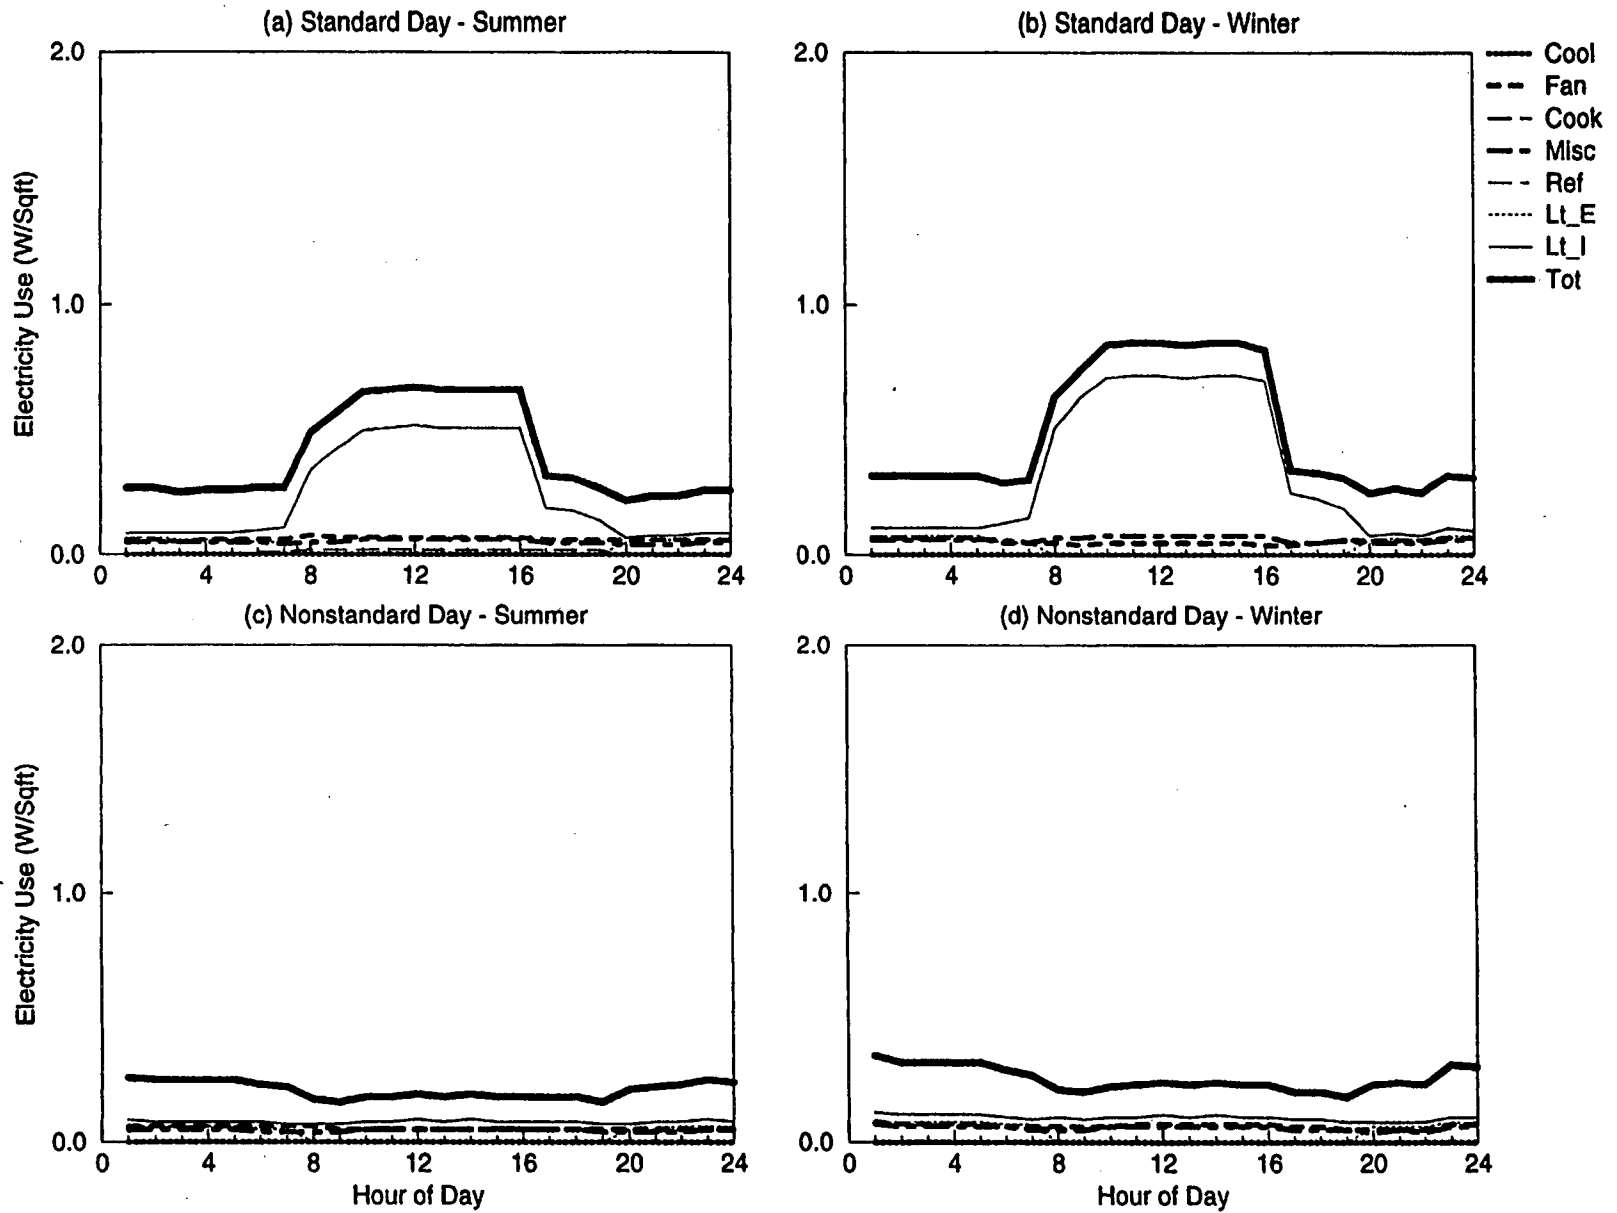 (a) Standard Day - Summer
(b) Standard Day - Winter
Electricity Use (W/Sqft)
2.0
1.0
0.0
0 4 8 12 16 20 24
2.0
1.0
0.0
0 4 8 12 16 20 24
Cool
Fan
Cook
Misc
Ref
Lt_E
Lt_I
Tot
(c) Nonstandard Day - Summer
(d) Nonstandard Day - Winter
Electricity Use (W/Sqft)
2.0
1.0
0.0
0 4 8 12 16 20 24
Hour of Day
2.0
1.0
0.0
0 4 8 12 16 20 24
Hour of Day